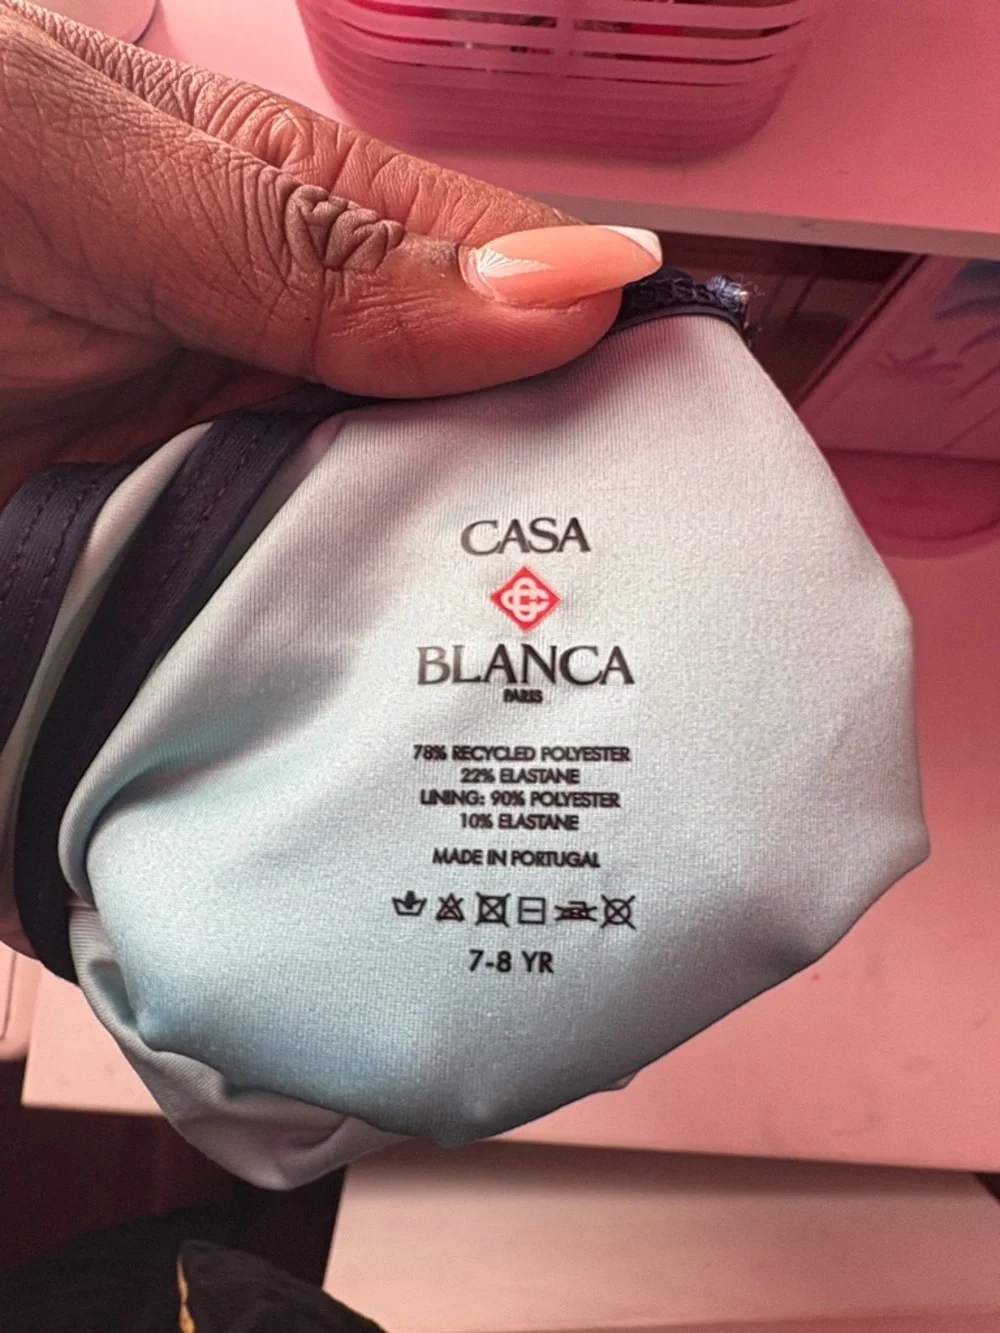 CASA
BLANCA
PARIS
78% RECYCLED POLYESTER
22% ELASTANE
LINING: 90% POLYESTER
10% ELASTANE
MADE IN PORTUGAL
7-8 YR